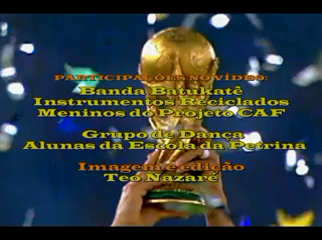 PARTICIPAÇÕES NO VÍDEO:
Banda Batukatê
Instrumentos Reciclados
Meninos do Projeto CAF
Grupo de Dança
Alunas da Escola da Petrina
Imagem e edição
Teo Nazaré